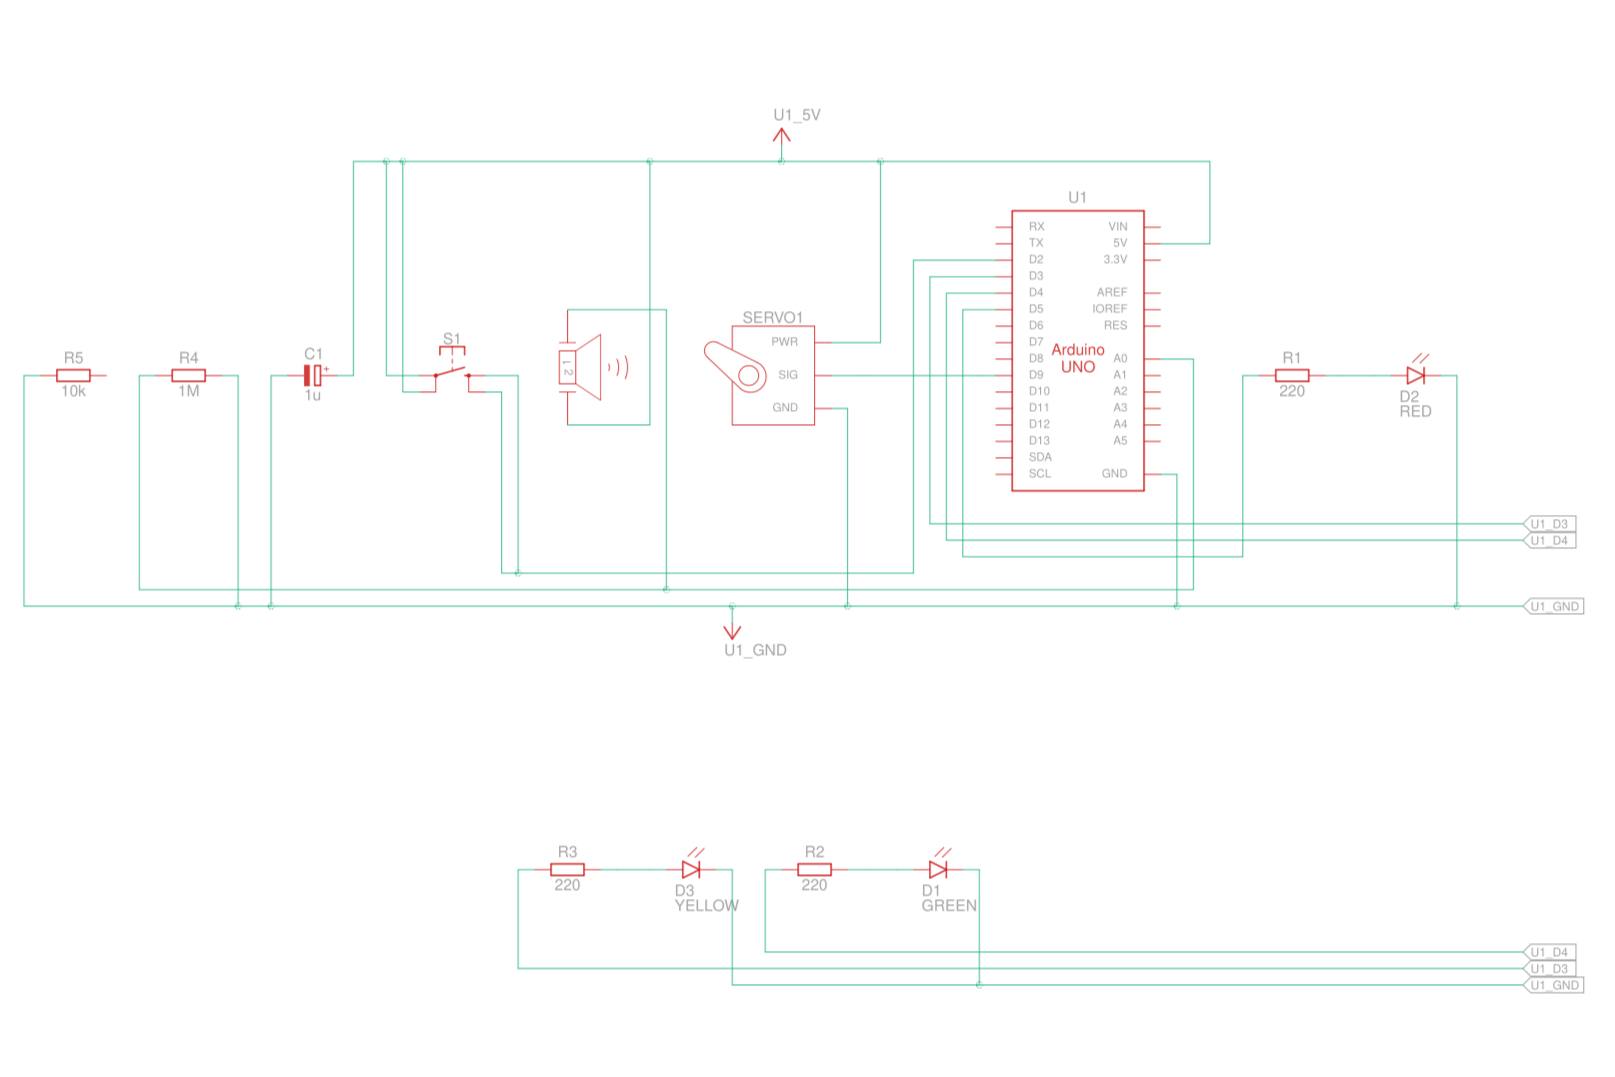 U1_5V
U1
RX VIN
TX 5V
D2 3.3V
D3
D4 AREF
D5 IOREF
D6 RES
D7
D8 A0
D9 A1
D10 A2
D11 A3
D12 A4
D13 A5
SDA
SCL GND
Arduino
UNO
SERVO1
PWR
SIG
GND
S1
1 2
C1
+
1u
R4
1M
R5
10k
R1
220
D2
RED
U1_D3
U1_D4
U1_GND
U1_GND
R3
220
D3
YELLOW
R2
220
D1
GREEN
U1_D4
U1_D3
U1_GND